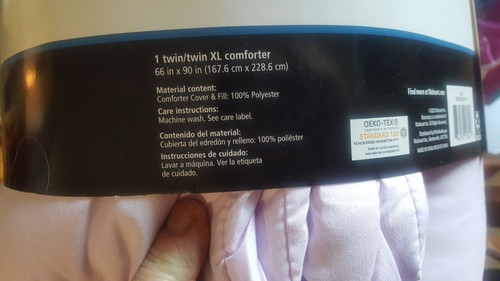 1 twin/twin XL comforter
66 in x 90 in (167.6 cm x 228.6 cm)
Material content:
Comforter Cover & Fill: 100% Polyester
Care instructions:
Machine wash. See care label.
Contenido del material:
Cubierta del edredón y relleno: 100% poliéster
Instrucciones de cuidado:
Lavar a máquina. Ver la etiqueta
de cuidado.
OEKO-TEX®
STANDARD 100
Find more at Walmart.com